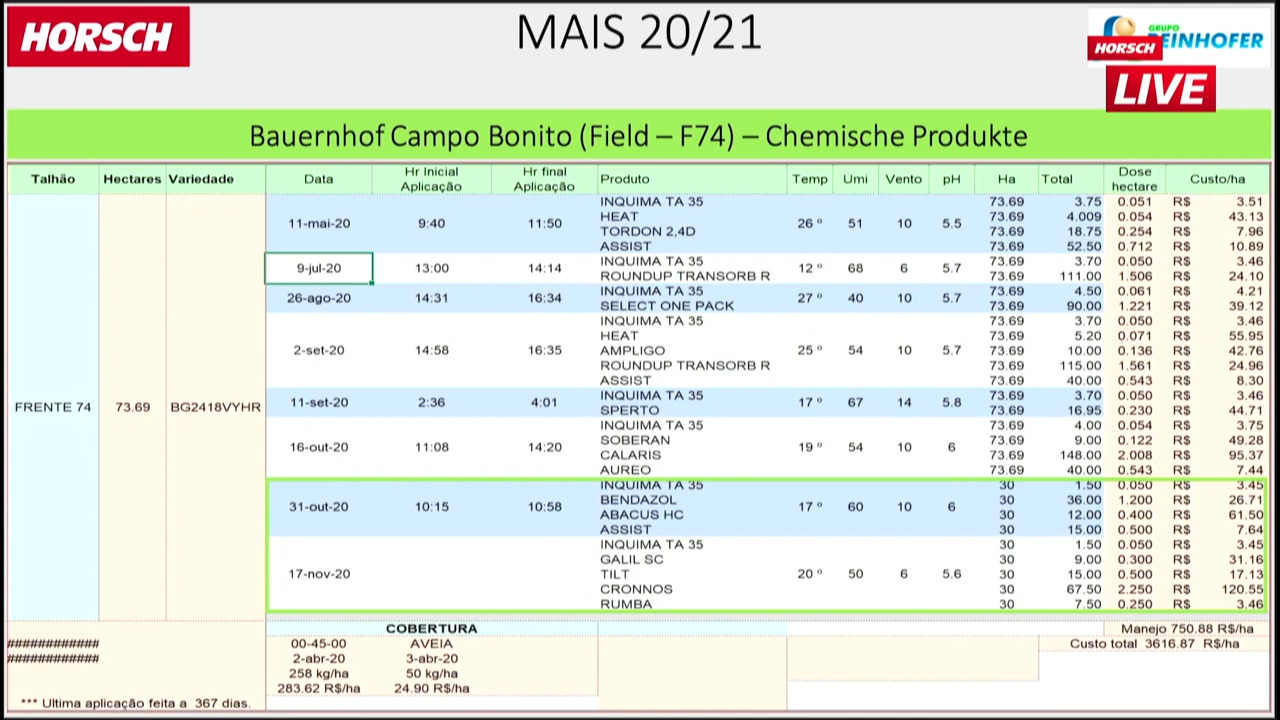 HORSCH
MAIS 20/21
GRUPO
HORSCH EINHOFER
LIVE
Bauernhof Campo Bonito (Field – F74) – Chemische Produkte
Talhão Hectares Variedade Data Hr Inicial Aplicação Hr final Aplicação Produto Temp Umi Vento pH Ha Total Dose hectare Custo/ha
FRENTE 74 73.69 BG2418VYHR
11-mai-20 9:40 11:50 26 º 51 10 5.5
INQUIMA TA 35 73.69 3.75 0.051 R$ 3.51
HEAT 73.69 4.009 0.054 R$ 43.13
TORDON 2,4D 73.69 18.75 0.254 R$ 7.96
ASSIST 73.69 52.50 0.712 R$ 10.89
9-jul-20 13:00 14:14 12 º 68 6 5.7
INQUIMA TA 35 73.69 3.70 0.050 R$ 3.46
ROUNDUP TRANSORB R 73.69 111.00 1.506 R$ 24.10
26-ago-20 14:31 16:34 27 º 40 10 5.7
INQUIMA TA 35 73.69 4.50 0.061 R$ 4.21
SELECT ONE PACK 73.69 90.00 1.221 R$ 39.12
2-set-20 14:58 16:35 25 º 54 10 5.7
INQUIMA TA 35 73.69 3.70 0.050 R$ 3.46
HEAT 73.69 5.20 0.071 R$ 55.95
AMPLIGO 73.69 10.00 0.136 R$ 42.76
ROUNDUP TRANSORB R 73.69 115.00 1.561 R$ 24.96
ASSIST 73.69 40.00 0.543 R$ 8.30
11-set-20 2:36 4:01 17 º 67 14 5.8
INQUIMA TA 35 73.69 3.70 0.050 R$ 3.46
SPERTO 73.69 16.95 0.230 R$ 44.71
16-out-20 11:08 14:20 19 º 54 10 6
INQUIMA TA 35 73.69 4.00 0.054 R$ 3.75
SOBERAN 73.69 9.00 0.122 R$ 49.28
CALARIS 73.69 148.00 2.008 R$ 95.37
AUREO 73.69 40.00 0.543 R$ 7.44
31-out-20 10:15 10:58 17 º 60 10 6
INQUIMA TA 35 30 1.50 0.050 R$ 3.45
BENDAZOL 30 36.00 1.200 R$ 26.71
ABACUS HC 30 12.00 0.400 R$ 61.50
ASSIST 30 15.00 0.500 R$ 7.64
17-nov-20 20 º 50 6 5.6
INQUIMA TA 35 30 1.50 0.050 R$ 3.45
GALIL SC 30 9.00 0.300 R$ 31.16
TILT 30 15.00 0.500 R$ 17.13
CRONNOS 30 67.50 2.250 R$ 120.55
RUMBA 30 7.50 0.250 R$ 3.46
COBERTURA Manejo 750.88 R$/ha
############ 00-45-00 AVEIA Custo total 3616.87 R$/ha
############ 2-abr-20 3-abr-20
258 kg/ha 50 kg/ha
283.62 R$/ha 24.90 R$/ha
*** Ultima aplicação feita a 367 dias.